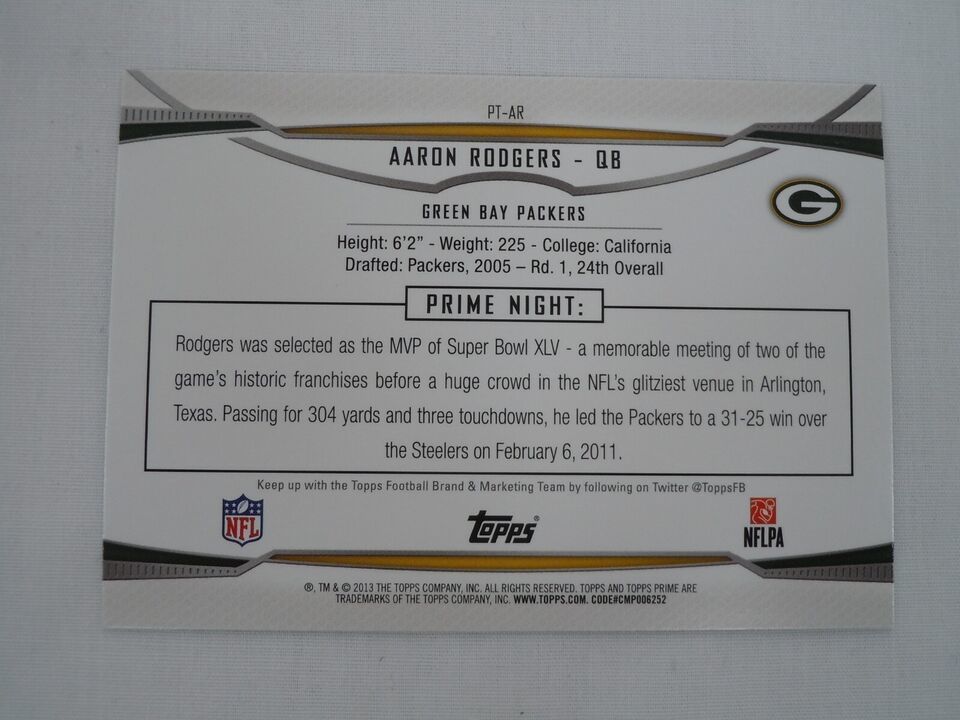 PT-AR
AARON RODGERS - QB
G
GREEN BAY PACKERS
Height: 6'2" - Weight: 225 - College: California
Drafted: Packers, 2005 – Rd. 1, 24th Overall
PRIME NIGHT:
Rodgers was selected as the MVP of Super Bowl XLV - a memorable meeting of two of the
game's historic franchises before a huge crowd in the NFL's glitziest venue in Arlington,
Texas. Passing for 304 yards and three touchdowns, he led the Packers to a 31-25 win over
the Steelers on February 6, 2011.
Keep up with the Topps Football Brand & Marketing Team by following on Twitter @ToppsFB
NFL
topps®
NFLPA
®, TM & © 2013 THE TOPPS COMPANY, INC. ALL RIGHTS RESERVED. TOPPS AND TOPPS PRIME ARE
TRADEMARKS OF THE TOPPS COMPANY, INC. WWW.TOPPS.COM. CODE#CMP006252